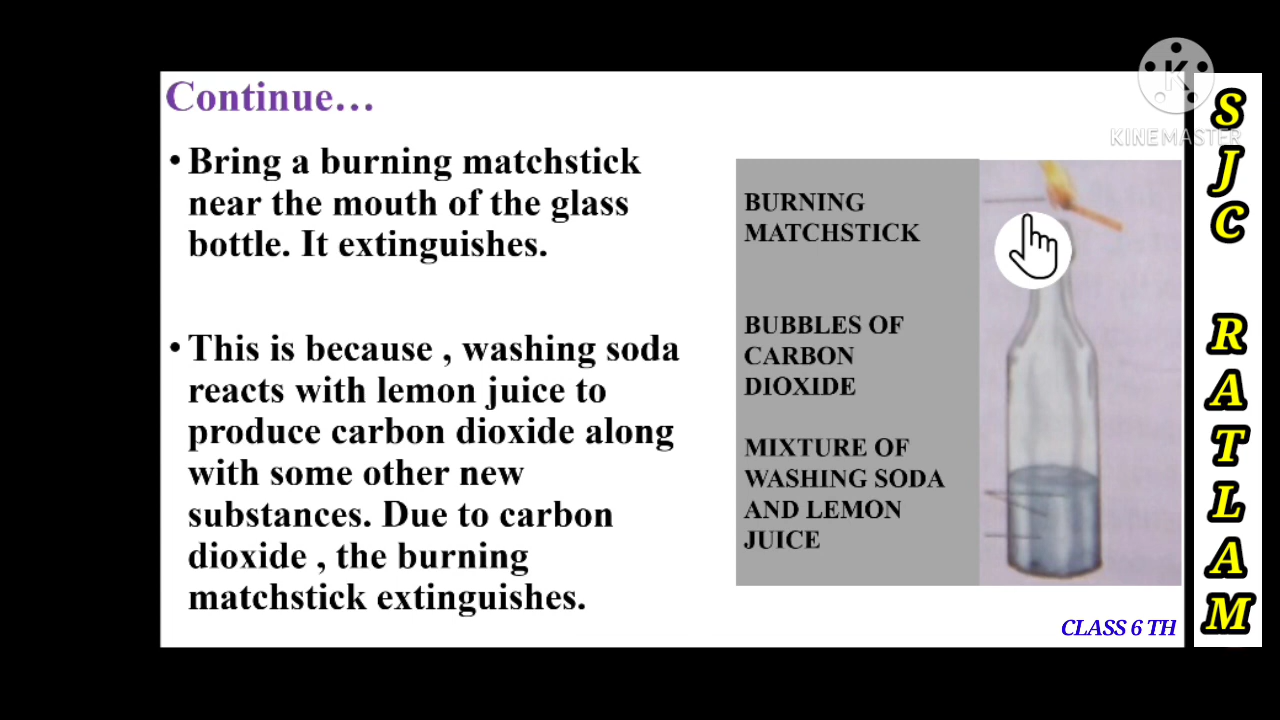 Continue…
• Bring a burning matchstick
near the mouth of the glass
bottle. It extinguishes.
• This is because , washing soda
reacts with lemon juice to
produce carbon dioxide along
with some other new
substances. Due to carbon
dioxide , the burning
matchstick extinguishes.
BURNING
MATCHSTICK
BUBBLES OF
CARBON
DIOXIDE
MIXTURE OF
WASHING SODA
AND LEMON
JUICE
CLASS 6 TH
K
KINEMASTER
SJC RATLAM